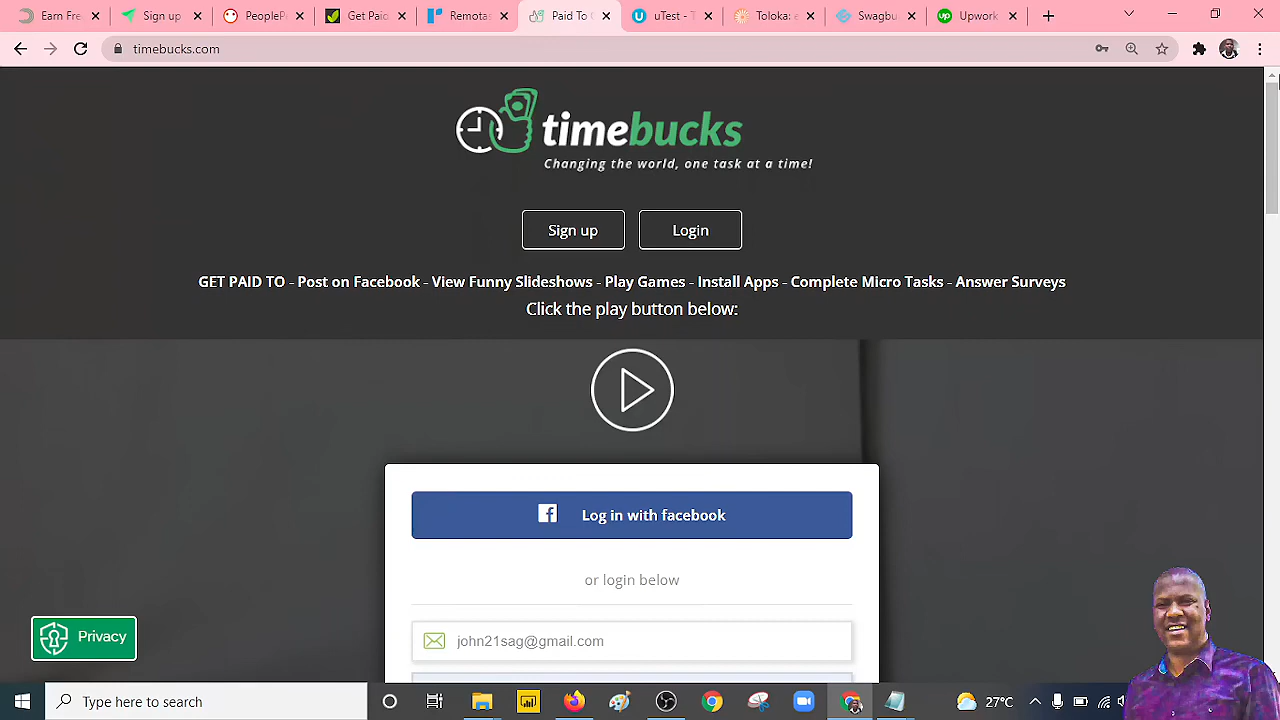 Earn Free
Sign up
PeoplePe
Get Paid
Remotas
Paid To C
uTest - T
Toloka: e
Swagbu
Upwork
timebucks.com
timebucks
Changing the world, one task at a time!
Sign up
Login
GET PAID TO - Post on Facebook - View Funny Slideshows - Play Games - Install Apps - Complete Micro Tasks - Answer Surveys
Click the play button below:
Log in with facebook
or login below
john21sag@gmail.com
Privacy
Type here to search
27°C